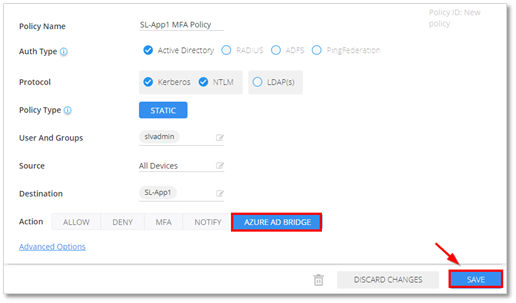 Policy Name SL-App1 MFA Policy
Policy ID: New
policy
Auth Type Active Directory RADIUS ADFS PingFederation
Protocol Kerberos NTLM LDAP(s)
Policy Type STATIC
User And Groups slvadmin
Source All Devices
Destination SL-App1
Action ALLOW DENY MFA NOTIFY AZURE AD BRIDGE
Advanced Options
DISCARD CHANGES SAVE